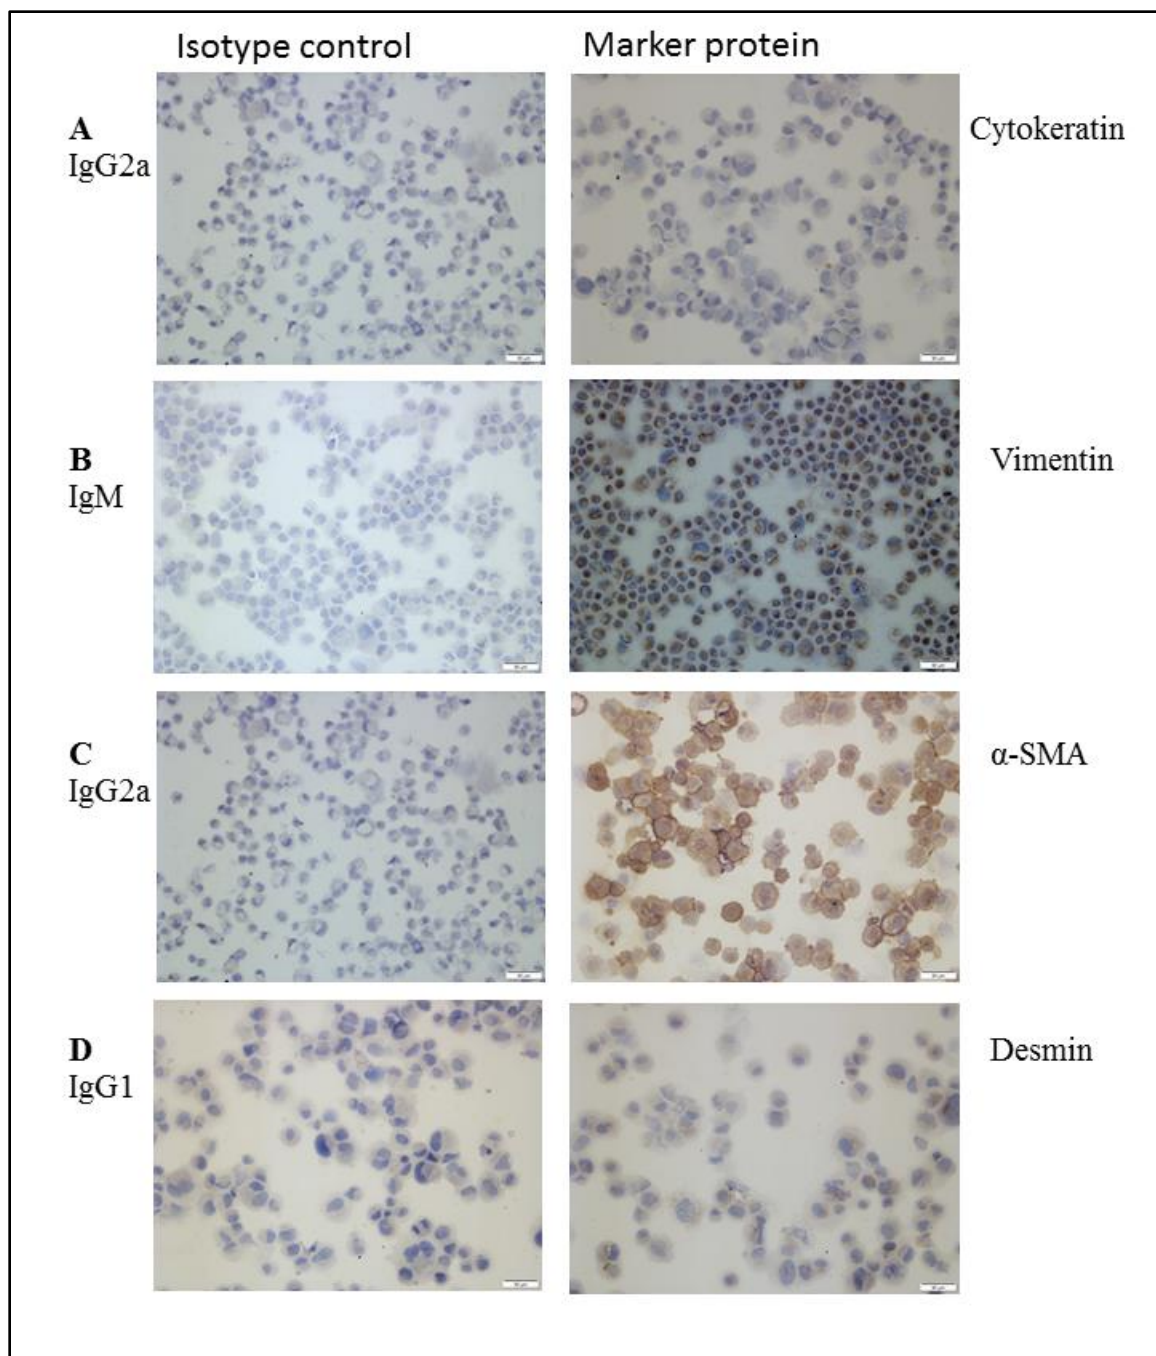 Isotype control
Marker protein
A
IgG2a
Cytokeratin
B
IgM
Vimentin
C
IgG2a
α-SMA
D
IgG1
Desmin